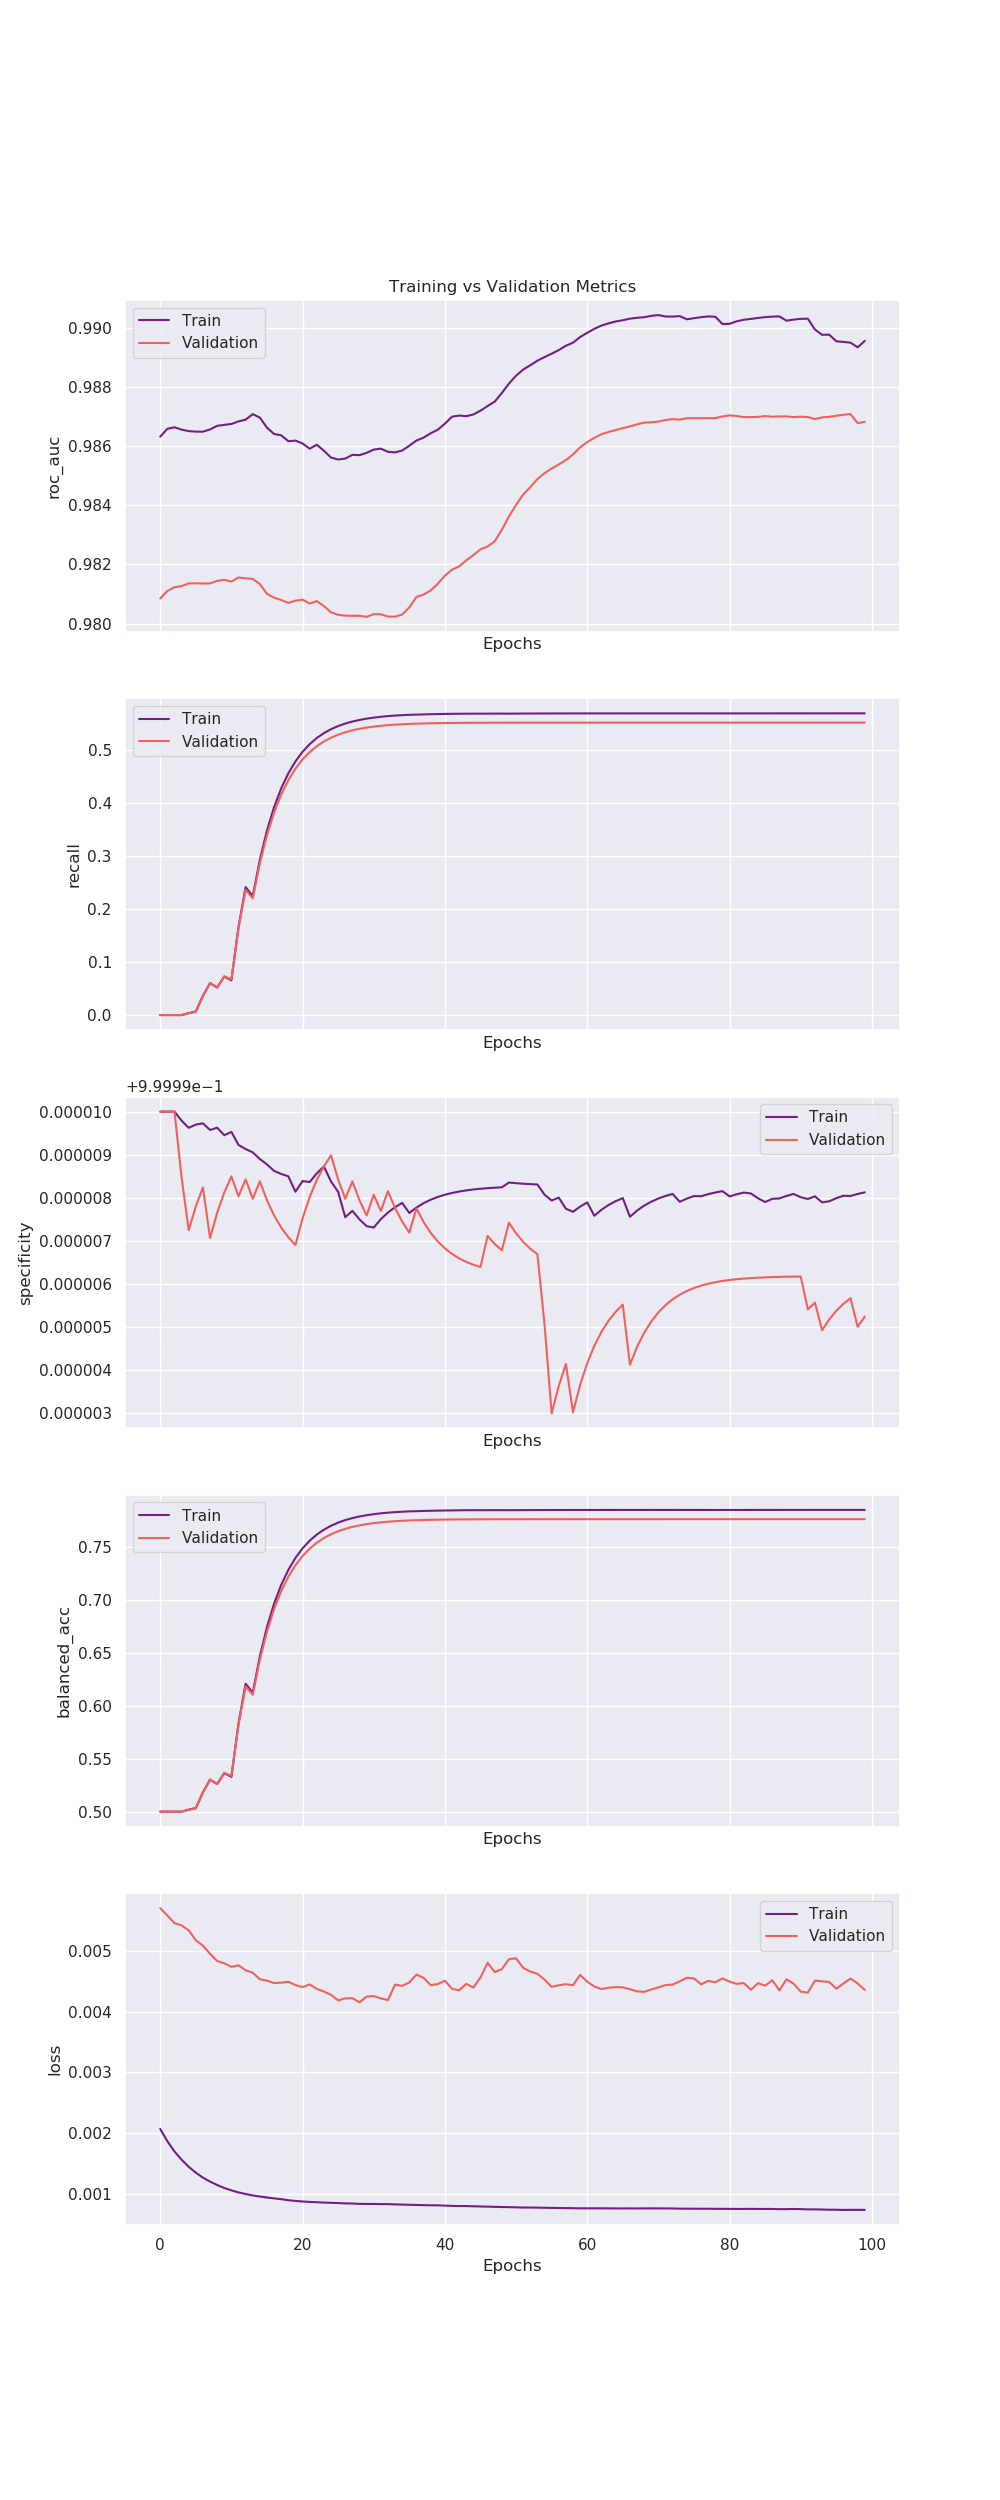 Training vs Validation Metrics
Train
Validation
0.990
0.988
0.986
0.984
0.982
0.980
roc_auc
Epochs
Train
Validation
0.5
0.4
0.3
0.2
0.1
0.0
recall
Epochs
+9.9999e−1
Train
Validation
0.000010
0.000009
0.000008
0.000007
0.000006
0.000005
0.000004
0.000003
specificity
Epochs
Train
Validation
0.75
0.70
0.65
0.60
0.55
0.50
balanced_acc
Epochs
Train
Validation
0.005
0.004
0.003
0.002
0.001
loss
0 20 40 60 80 100
Epochs